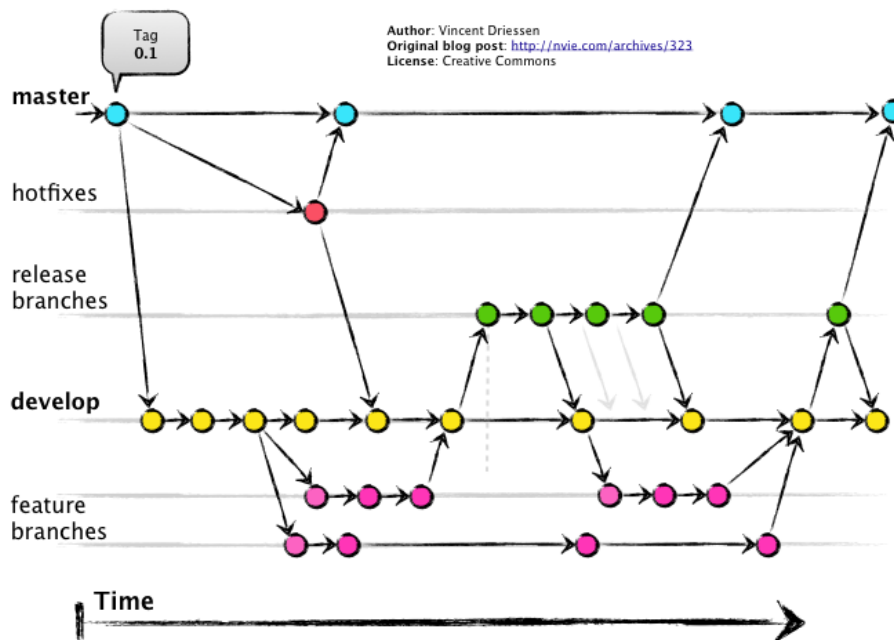 Tag
0.1
Author: Vincent Driessen
Original blog post: http://nvie.com/archives/323
License: Creative Commons
master
hotfixes
release
branches
develop
feature
branches
Time